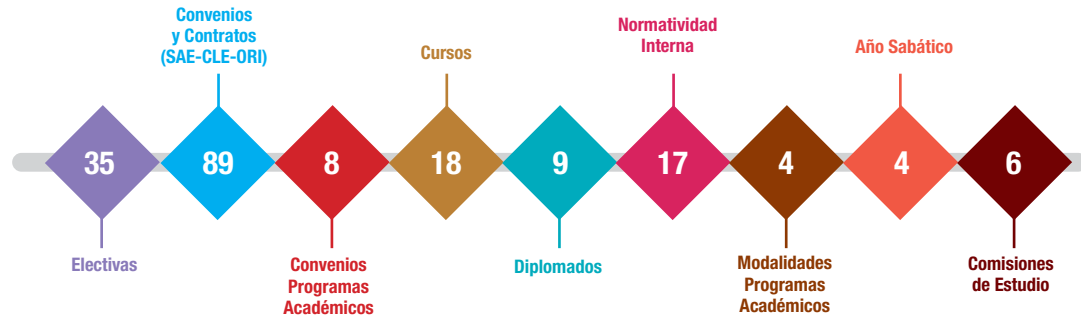 Convenios
y Contratos
(SAE-CLE-ORI)
Cursos
Normatividad
Interna
Año Sabático
35
89
8
18
9
17
4
4
6
Electivas
Convenios
Programas
Académicos
Diplomados
Modalidades
Programas
Académicos
Comisiones
de Estudio